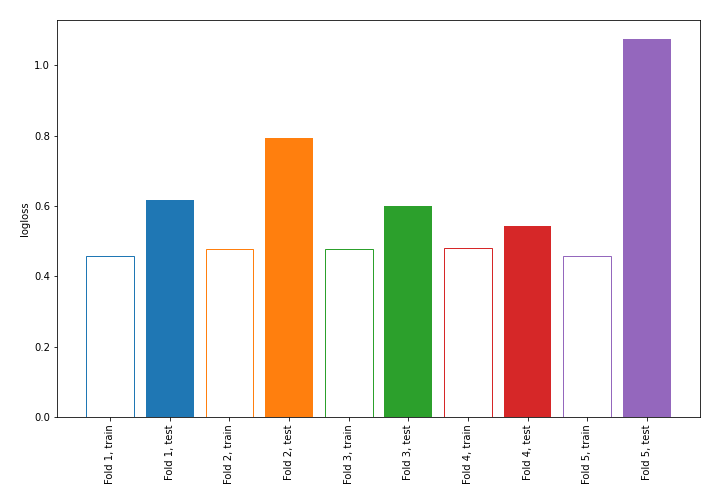 1.0
0.8
0.6
0.4
0.2
0.0
logloss
Fold 1, train
Fold 1, test
Fold 2, train
Fold 2, test
Fold 3, train
Fold 3, test
Fold 4, train
Fold 4, test
Fold 5, train
Fold 5, test